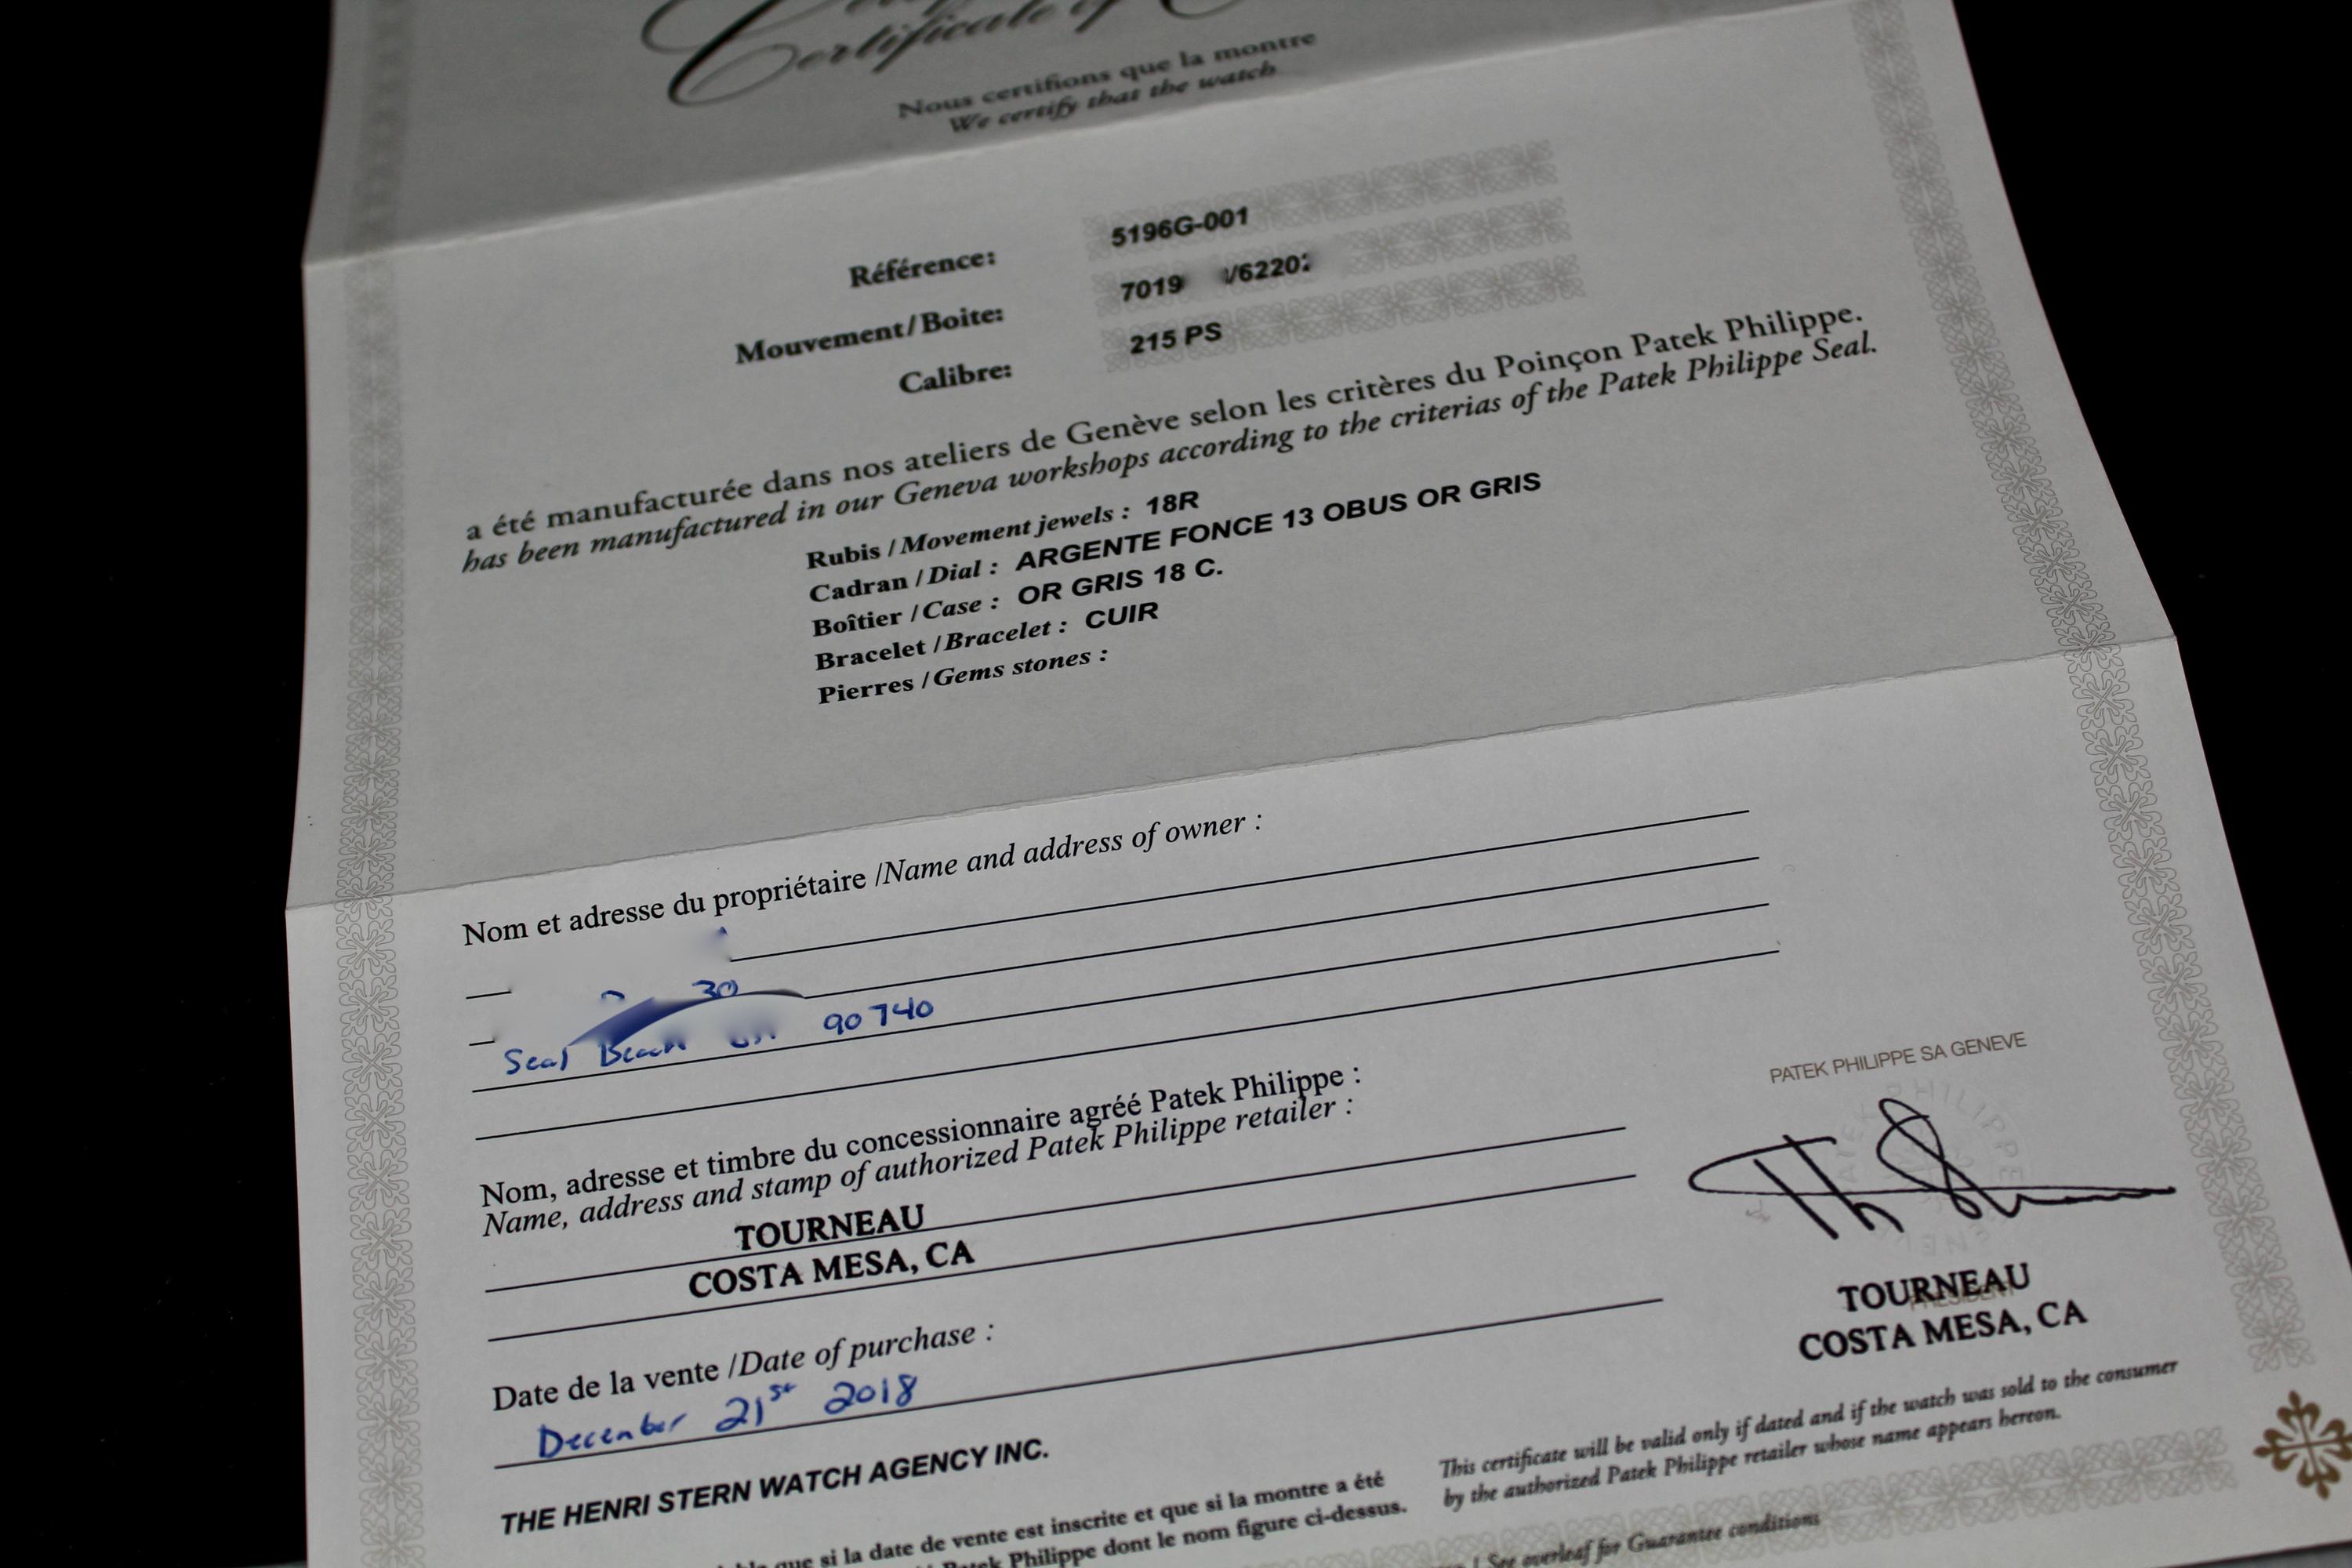 Certificate of
Nous certifions que la montre
We certify that the watch
Référence: 5196G-001
Mouvement/Boite: 7019 /6220
Calibre: 215 PS
a été manufacturée dans nos ateliers de Genève selon les critères du Poinçon Patek Philippe.
has been manufactured in our Geneva workshops according to the criterias of the Patek Philippe Seal.
Rubis / Movement jewels : 18R
Cadran / Dial : ARGENTE FONCE 13 OBUS OR GRIS
Boîtier / Case : OR GRIS 18 C.
Bracelet / Bracelet : CUIR
Pierres / Gems stones :
Nom et adresse du propriétaire /Name and address of owner :
30
Seal Beach 90740
Nom, adresse et timbre du concessionnaire agréé Patek Philippe :
Name, address and stamp of authorized Patek Philippe retailer :
TOURNEAU
COSTA MESA, CA
Date de la vente /Date of purchase :
December 21st 2018
THE HENRI STERN WATCH AGENCY INC.
que si la date de vente est inscrite et que si la montre a été
Patek Philippe dont le nom figure ci-dessus.
PATEK PHILIPPE SA GENEVE
PRESIDENT
TOURNEAU
COSTA MESA, CA
This certificate will be valid only if dated and if the watch was sold to the consumer
by the authorized Patek Philippe retailer whose name appears hereon.
See overleaf for Guarantee conditions